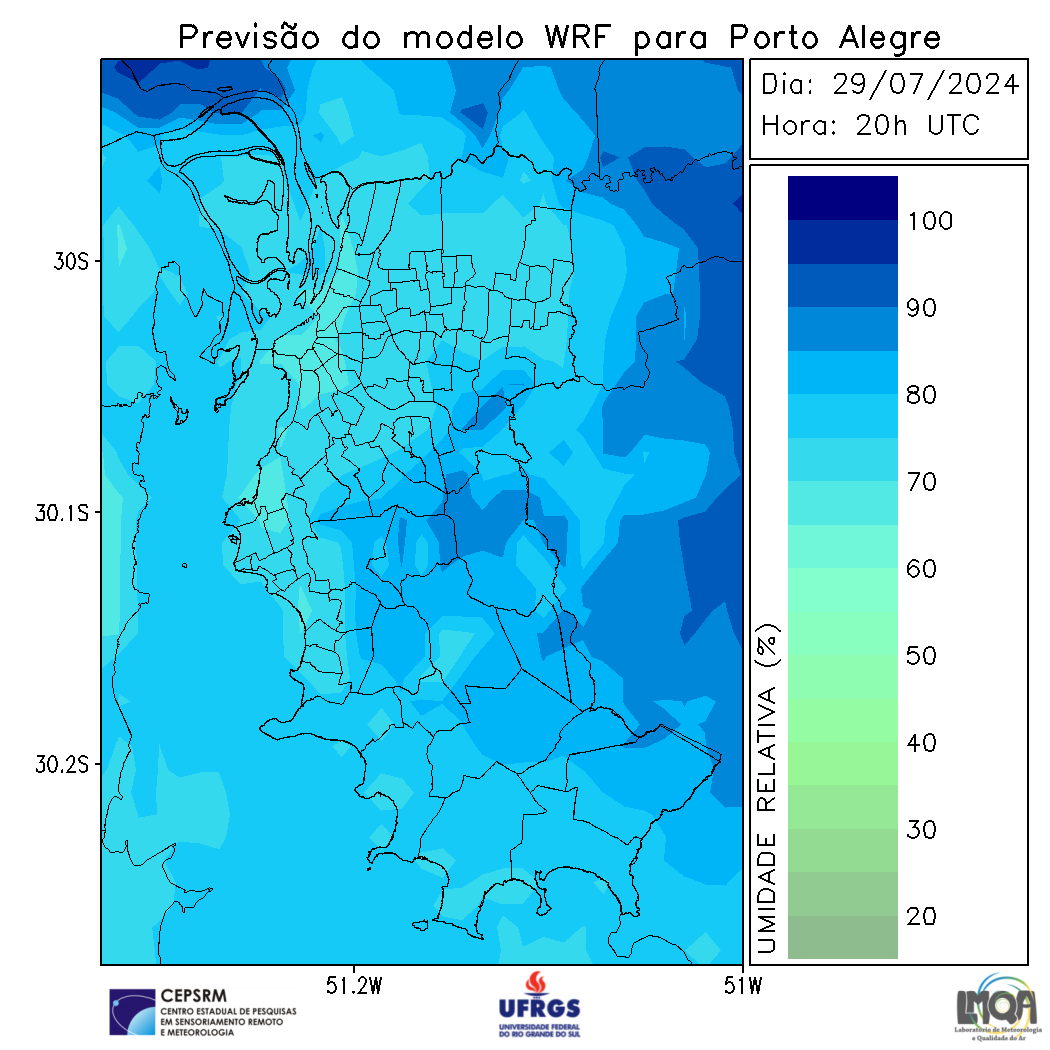 Previsão do modelo WRF para Porto Alegre
Dia: 29/07/2024
Hora: 20h UTC
30S
30.1S
30.2S
51.2W
51W
UMIDADE RELATIVA (%)
100
90
80
70
60
50
40
30
20
CEPSRM
CENTRO ESTADUAL DE PESQUISAS
EM SENSORIAMENTO REMOTO
E METEOROLOGIA
UFRGS
UNIVERSIDADE FEDERAL
DO RIO GRANDE DO SUL
LMQA
Laboratório de Meteorologia
e Qualidade do Ar